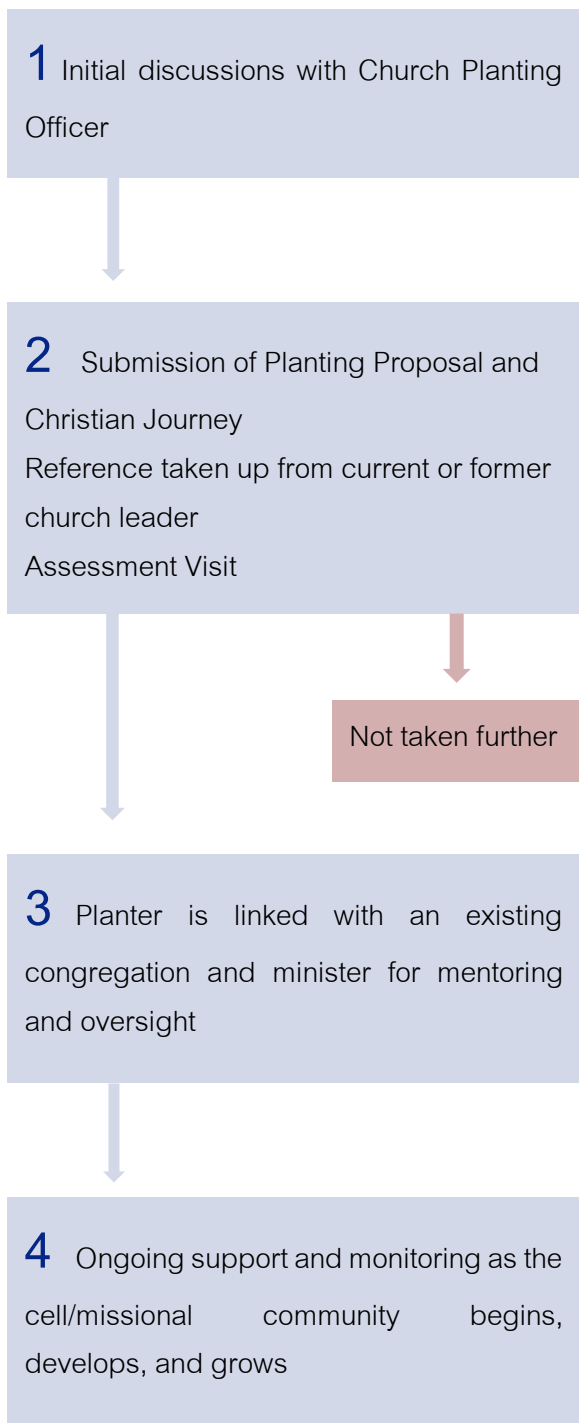 1 Initial discussions with Church Planting
Officer
2 Submission of Planting Proposal and
Christian Journey
Reference taken up from current or former
church leader
Assessment Visit
Not taken further
3 Planter is linked with an existing
congregation and minister for mentoring
and oversight
4 Ongoing support and monitoring as the
cell/missional community begins,
develops, and grows